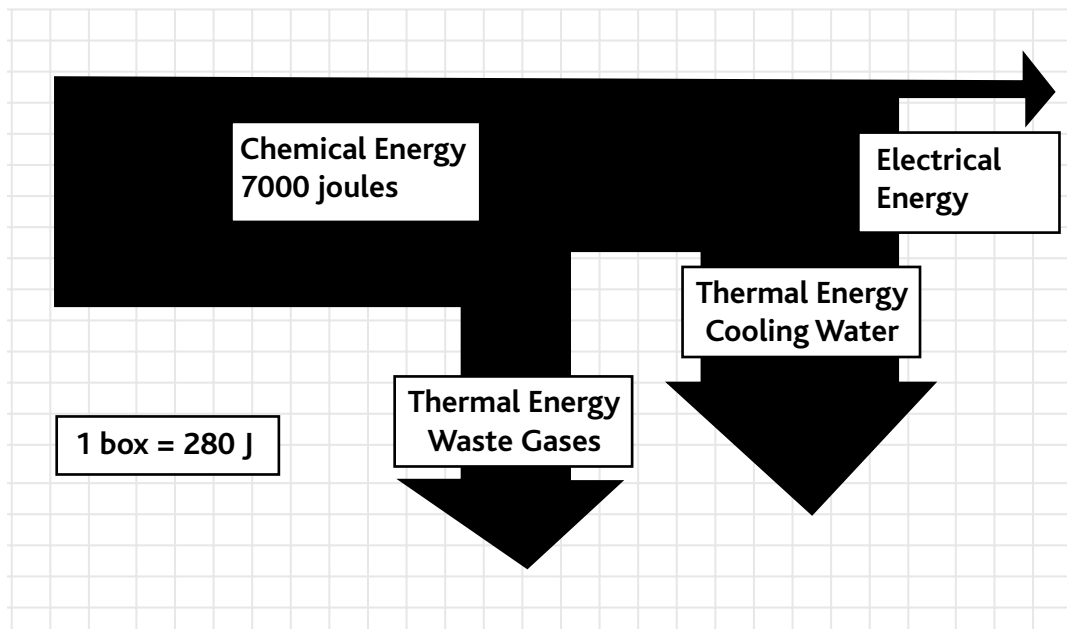 Chemical Energy
7000 joules
Electrical
Energy
Thermal Energy
Cooling Water
Thermal Energy
Waste Gases
1 box = 280 J